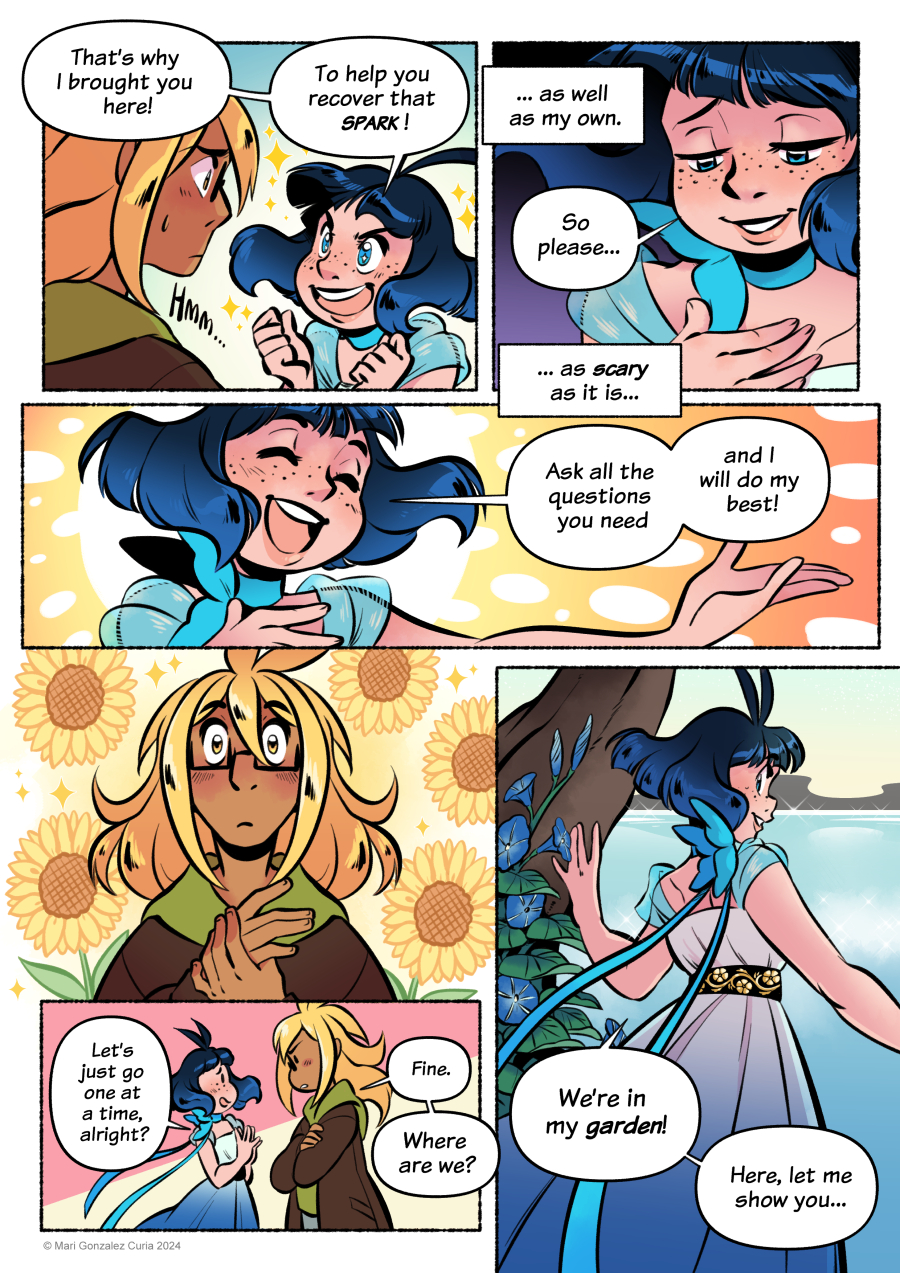 That's why
I brought you
here!
To help you
recover that
SPARK!
Hmm...
... as well
as my own.
So
please...
... as scary
as it is...
Ask all the
questions
you need
and I
will do my
best!
Let's
just go
one at
a time,
alright?
Fine.
Where
are we?
We're in
my garden!
Here, let me
show you...
© Mari Gonzalez Curia 2024